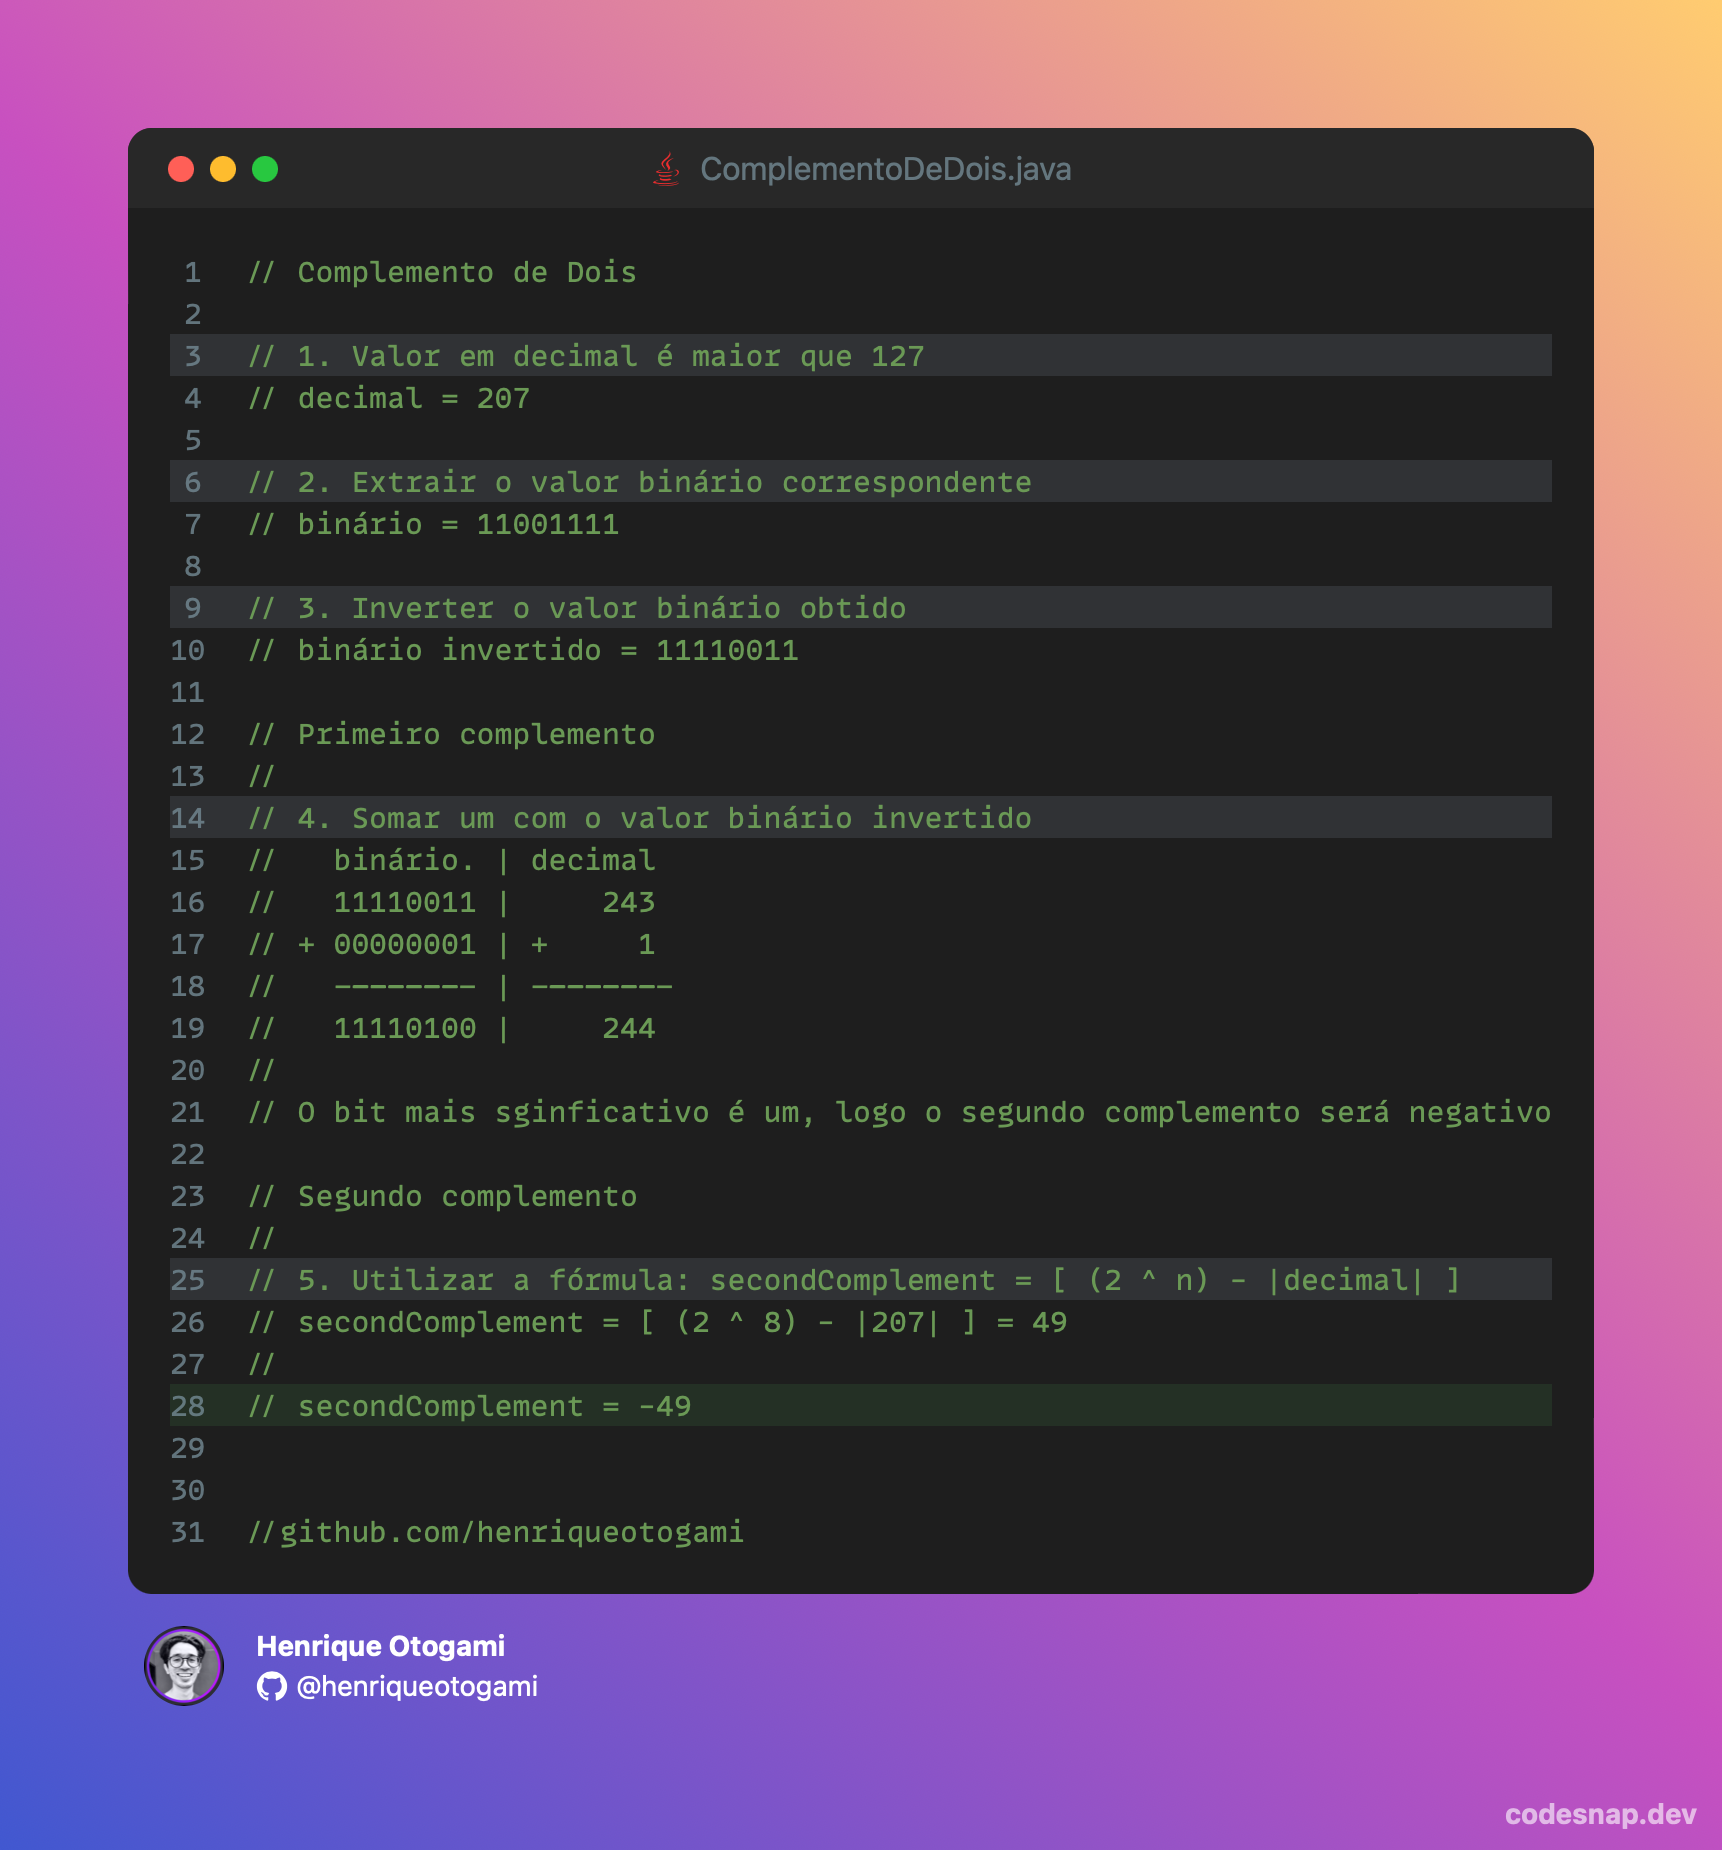 ComplementoDeDois.java
1 // Complemento de Dois
2
3 // 1. Valor em decimal é maior que 127
4 // decimal = 207
5
6 // 2. Extrair o valor binário correspondente
7 // binário = 11001111
8
9 // 3. Inverter o valor binário obtido
10 // binário invertido = 11110011
11
12 // Primeiro complemento
13 //
14 // 4. Somar um com o valor binário invertido
15 //   binário. | decimal
16 //   11110011 |     243
17 // + 00000001 | +     1
18 //   -------- | --------
19 //   11110100 |     244
20 //
21 // O bit mais sginficativo é um, logo o segundo complemento será negativo
22
23 // Segundo complemento
24 //
25 // 5. Utilizar a fórmula: secondComplement = [ (2 ^ n) - |decimal| ]
26 // secondComplement = [ (2 ^ 8) - |207| ] = 49
27 //
28 // secondComplement = -49
29
30
31 //github.com/henriqueotogami
Henrique Otogami
@henriqueotogami
codesnap.dev